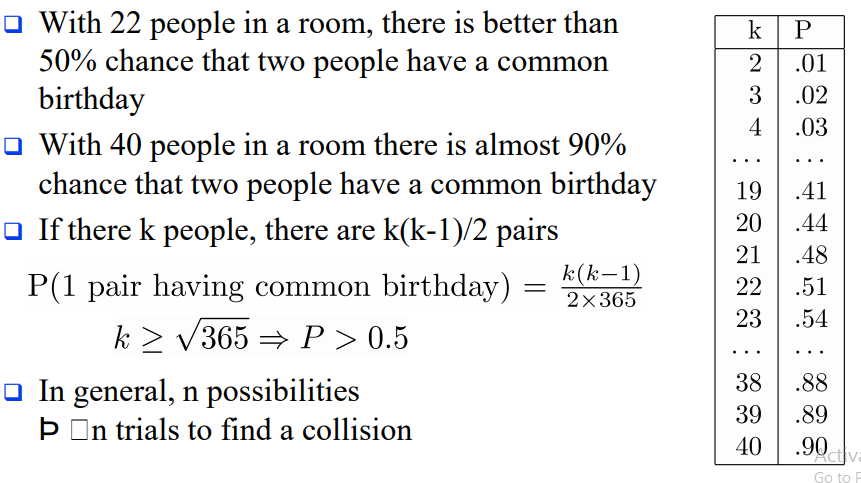 With 22 people in a room, there is better than
50% chance that two people have a common
birthday
With 40 people in a room there is almost 90%
chance that two people have a common birthday
If there k people, there are k(k-1)/2 pairs
P(1 pair having common birthday) = k(k−1)/2×365
k ≥ √365 ⇒ P > 0.5
In general, n possibilities
Þ □n trials to find a collision
k P
2 .01
3 .02
4 .03
... ...
19 .41
20 .44
21 .48
22 .51
23 .54
... ...
38 .88
39 .89
40 .90
Go to